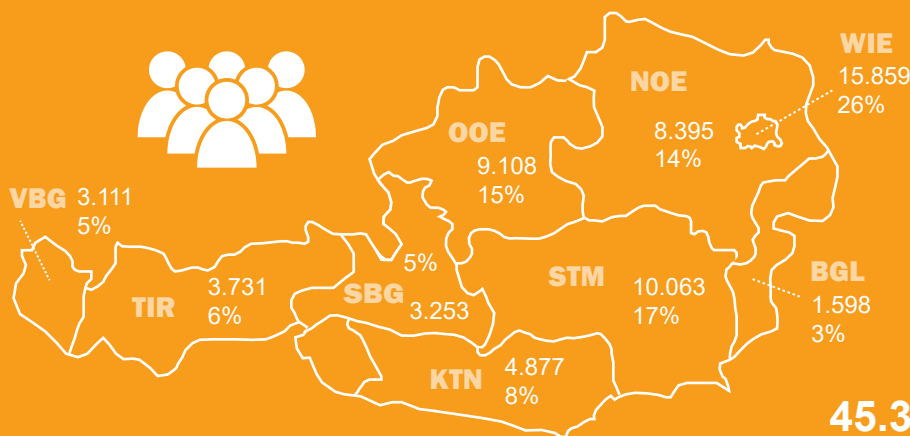 WIE
15.859
26%
NOE
8.395
14%
OOE
9.108
15%
VBG 3.111
5%
TIR
3.731
6%
SBG
5%
3.253
STM
10.063
17%
BGL
1.598
3%
KTN
4.877
8%
45.3